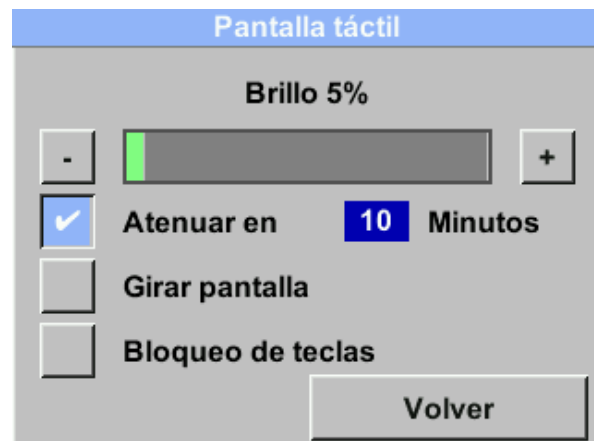 Pantalla táctil
Brillo 5%
- +
Atenuar en 10 Minutos
Girar pantalla
Bloqueo de teclas
Volver